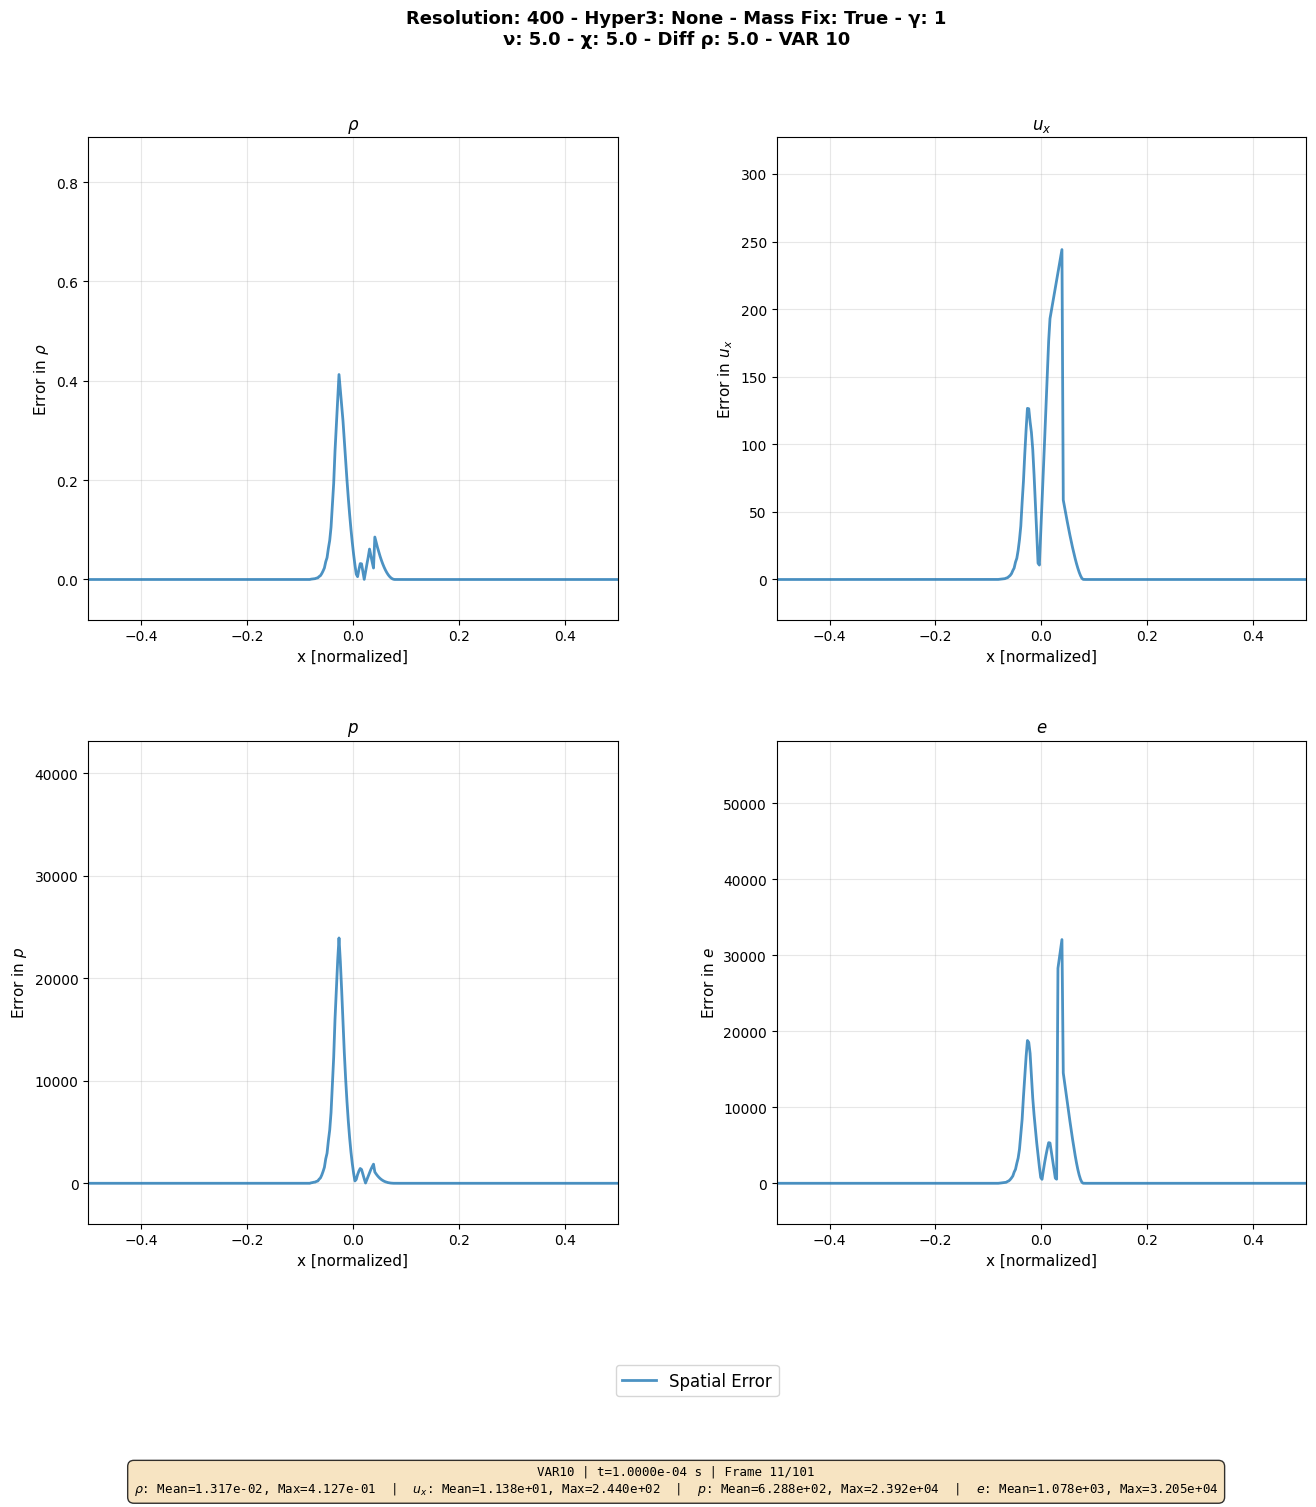 Resolution: 400 - Hyper3: None - Mass Fix: True - γ: 1
ν: 5.0 - χ: 5.0 - Diff ρ: 5.0 - VAR 10
ρ
Error in ρ
0.8
0.6
0.4
0.2
0.0
−0.4 −0.2 0.0 0.2 0.4
x [normalized]
u_x
Error in u_x
300
250
200
150
100
50
0
−0.4 −0.2 0.0 0.2 0.4
x [normalized]
p
Error in p
40000
30000
20000
10000
0
−0.4 −0.2 0.0 0.2 0.4
x [normalized]
e
Error in e
50000
40000
30000
20000
10000
0
−0.4 −0.2 0.0 0.2 0.4
x [normalized]
Spatial Error
VAR10 | t=1.0000e-04 s | Frame 11/101
ρ: Mean=1.317e-02, Max=4.127e-01 | u_x: Mean=1.138e+01, Max=2.440e+02 | p: Mean=6.288e+02, Max=2.392e+04 | e: Mean=1.078e+03, Max=3.205e+04